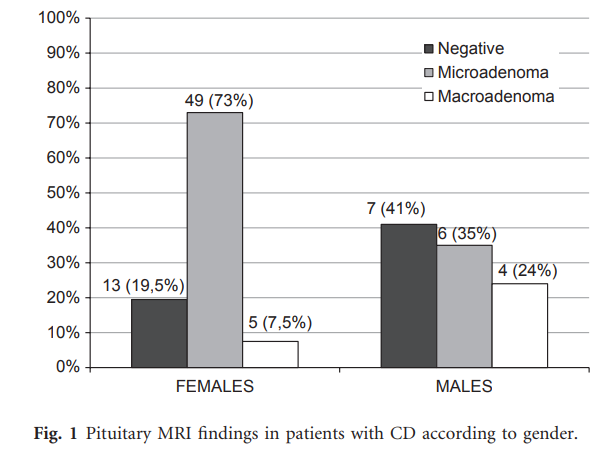 100%
90%
80%
70%
60%
50%
40%
30%
20%
10%
0%
Negative
Microadenoma
Macroadenoma
49 (73%)
13 (19,5%)
5 (7,5%)
7 (41%)
6 (35%)
4 (24%)
FEMALES
MALES
Fig. 1 Pituitary MRI findings in patients with CD according to gender.